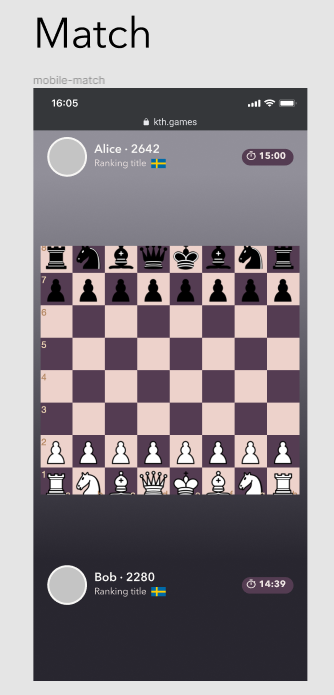 Match
mobile-match
16:05
kth.games
Alice · 2642
Ranking title
15:00
8
7
6
5
4
3
2
1
Bob · 2280
Ranking title
14:39